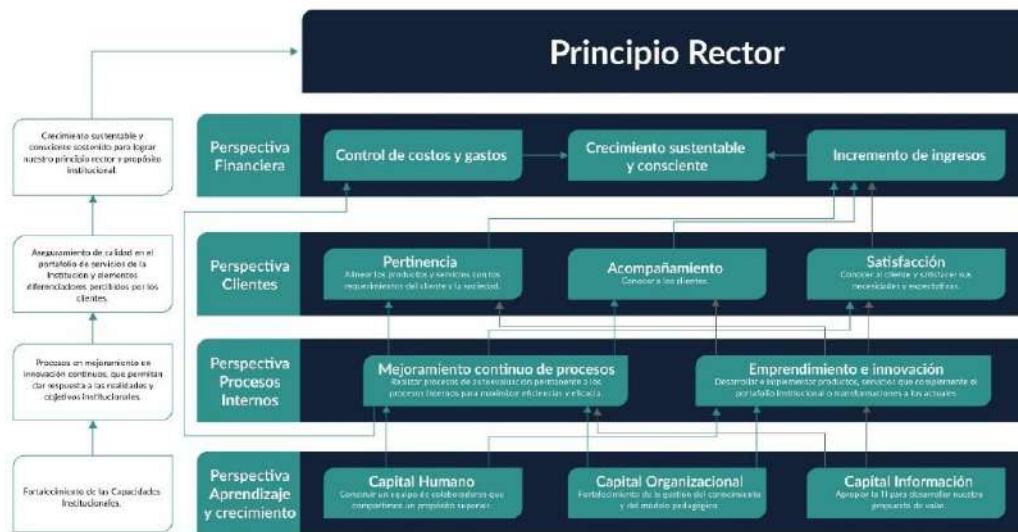 Principio Rector
Crecimiento sustentable y
consciente sostenido para lograr
nuestro principio rector y propósito
institucional.
Perspectiva
Financiera
Control de costos y gastos
Crecimiento sustentable
y consciente
Incremento de ingresos
Aseguramiento de calidad en el
portafolio de servicios de la
Institución y elementos
diferenciadores percibidos por los
clientes.
Perspectiva
Clientes
Pertinencia
Alinear los productos y servicios con los
requerimientos del cliente y la sociedad.
Acompañamiento
Conocer a los clientes.
Satisfacción
Conocer al cliente y satisfacer sus
necesidades y expectativas.
Procesos en mejoramiento en
innovación continuos, que permitan
dar respuesta a las realidades y
objetivos institucionales.
Perspectiva
Procesos
Internos
Mejoramiento continuo de procesos
Realizar procesos de autoevaluación permanente a los
procesos internos para maximizar eficiencias y eficacia.
Emprendimiento e innovación
Desarrollar e implementar productos, servicios que complemente el
portafolio institucional o transformaciones a los actuales
Fortalecimiento de las Capacidades
Institucionales.
Perspectiva
Aprendizaje
y crecimiento
Capital Humano
Construir un equipo de colaboradores que
compartimos un propósito superior.
Capital Organizacional
Fortalecimiento de la gestión del conocimiento
y del modelo pedagógico.
Capital Información
Apropiar la TI para desarrollar nuestra
propuesta de valor.